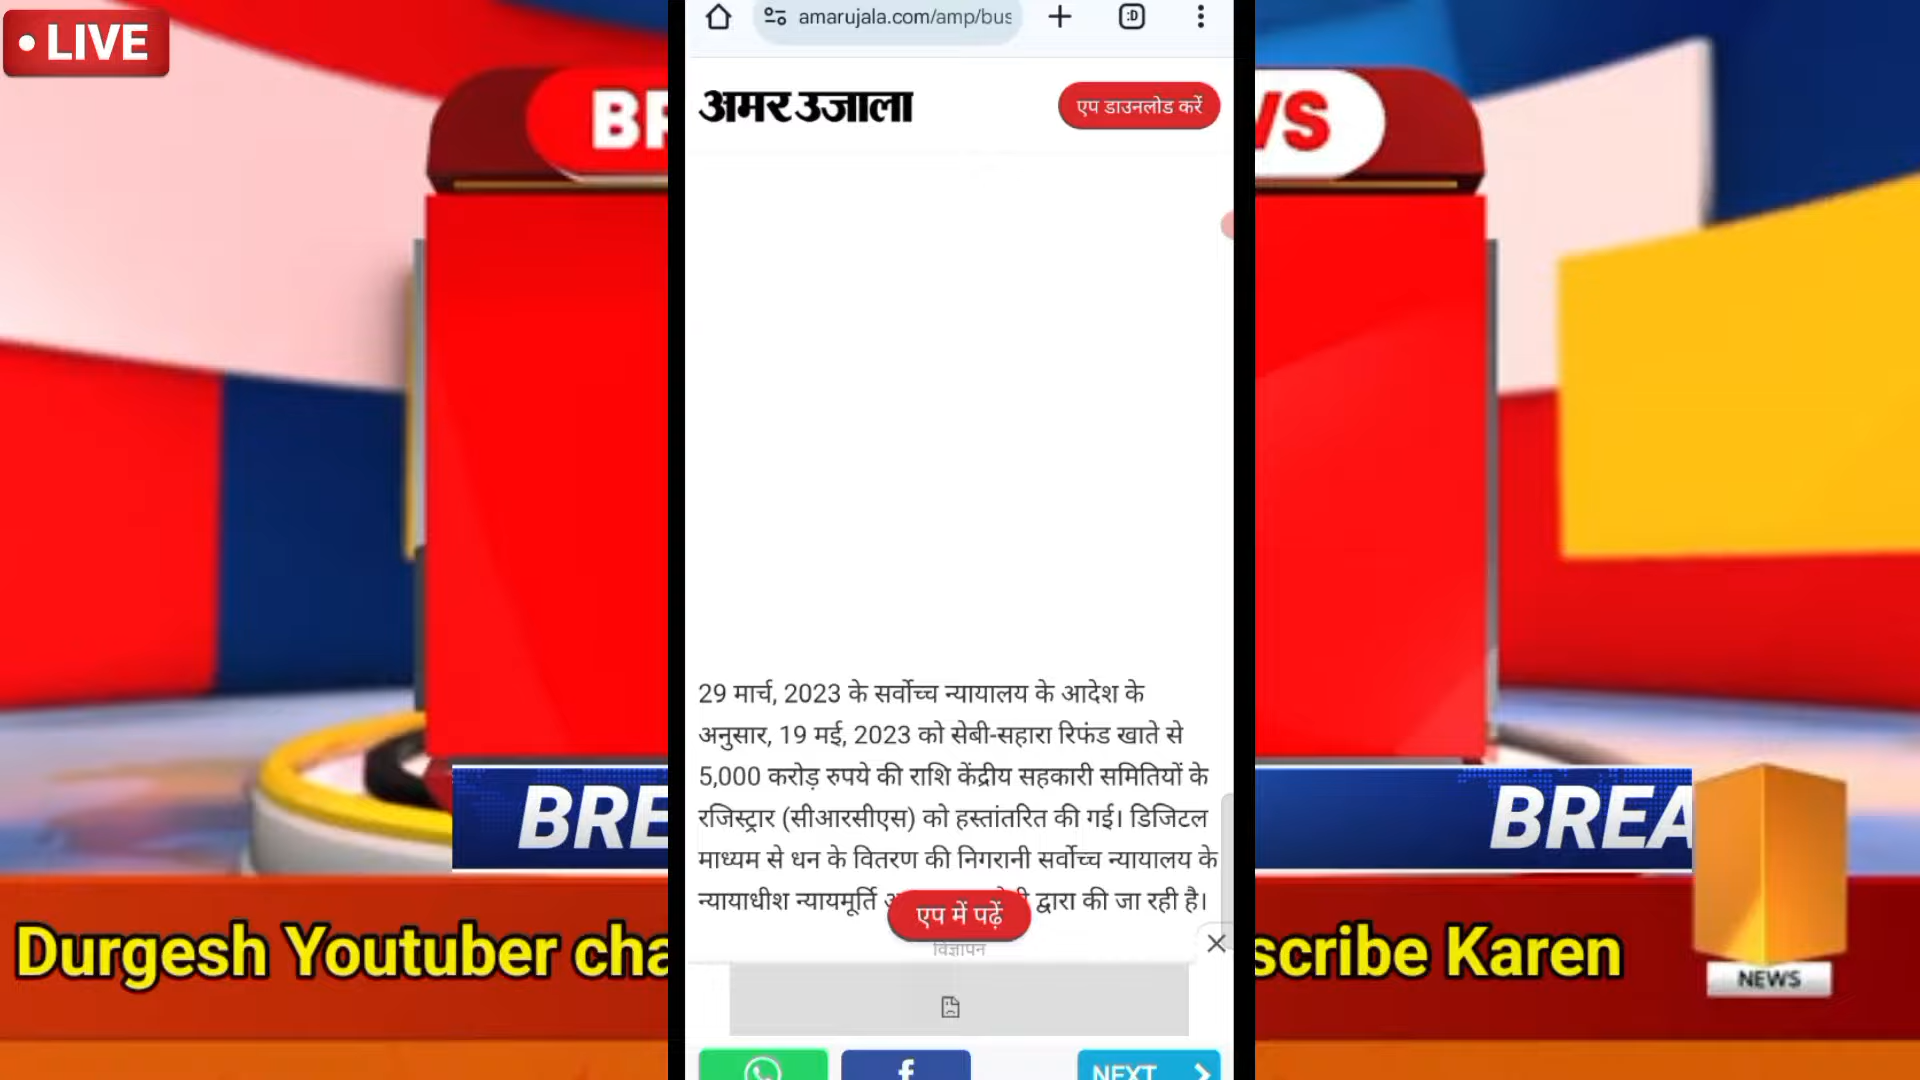 LIVE
amarujala.com/amp/bus
:D
अमर उजाला
एप डाउनलोड करें
29 मार्च, 2023 के सर्वोच्च न्यायालय के आदेश के
अनुसार, 19 मई, 2023 को सेबी-सहारा रिफंड खाते से
5,000 करोड़ रुपये की राशि केंद्रीय सहकारी समितियों के
रजिस्ट्रार (सीआरसीएस) को हस्तांतरित की गई। डिजिटल
माध्यम से धन के वितरण की निगरानी सर्वोच्च न्यायालय के
न्यायाधीश न्यायमूर्ति द्वारा की जा रही है।
एप में पढ़ें
विज्ञापन
NEXT
BRE
BREA
Durgesh Youtuber cha
scribe Karen
NEWS